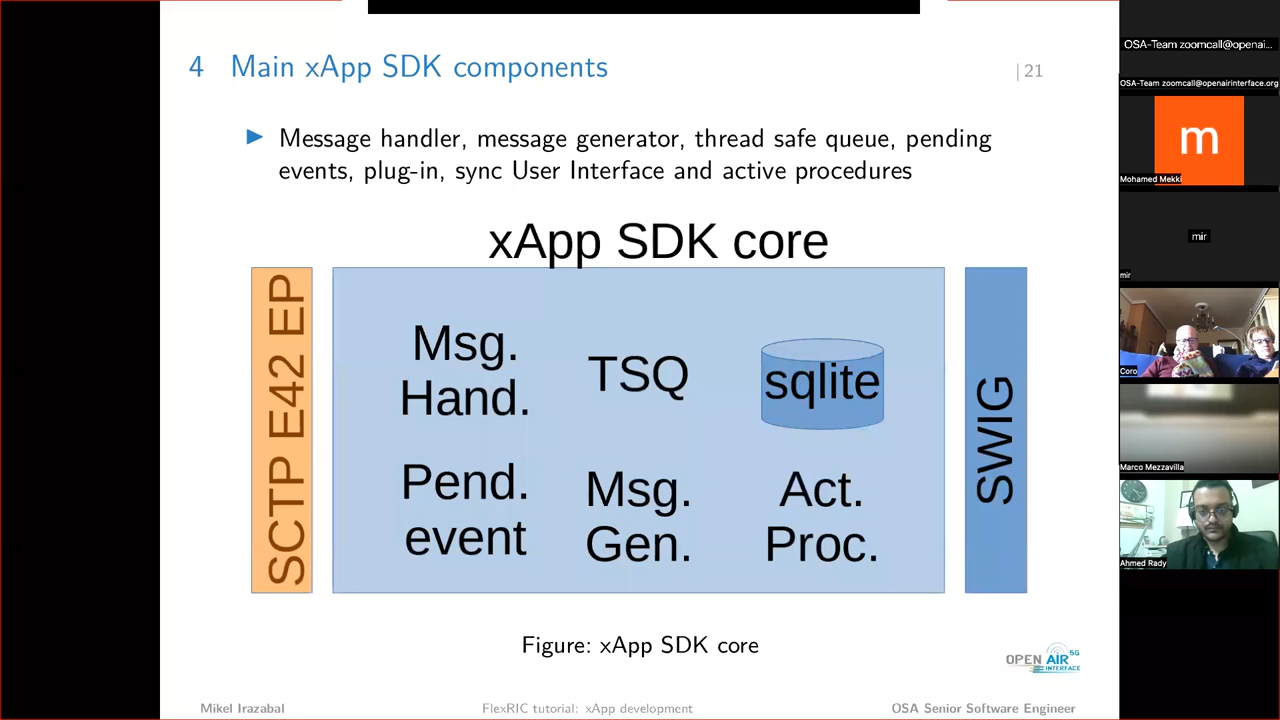 4 Main xApp SDK components
| 21
Message handler, message generator, thread safe queue, pending
events, plug-in, sync User Interface and active procedures
xApp SDK core
SCTP E42 EP
Msg.
Hand.
TSQ
sqlite
Pend.
event
Msg.
Gen.
Act.
Proc.
SWIG
Figure: xApp SDK core
OPEN AIR 5G
INTERFACE
Mikel Irazabal
FlexRIC tutorial: xApp development
OSA Senior Software Engineer
OSA-Team zoomcall@openai...
OSA-Team zoomcall@openairinterface.org
m
Mohamed Mekki
mir
mir
Coro
Marco Mezzavilla
Ahmed Rady